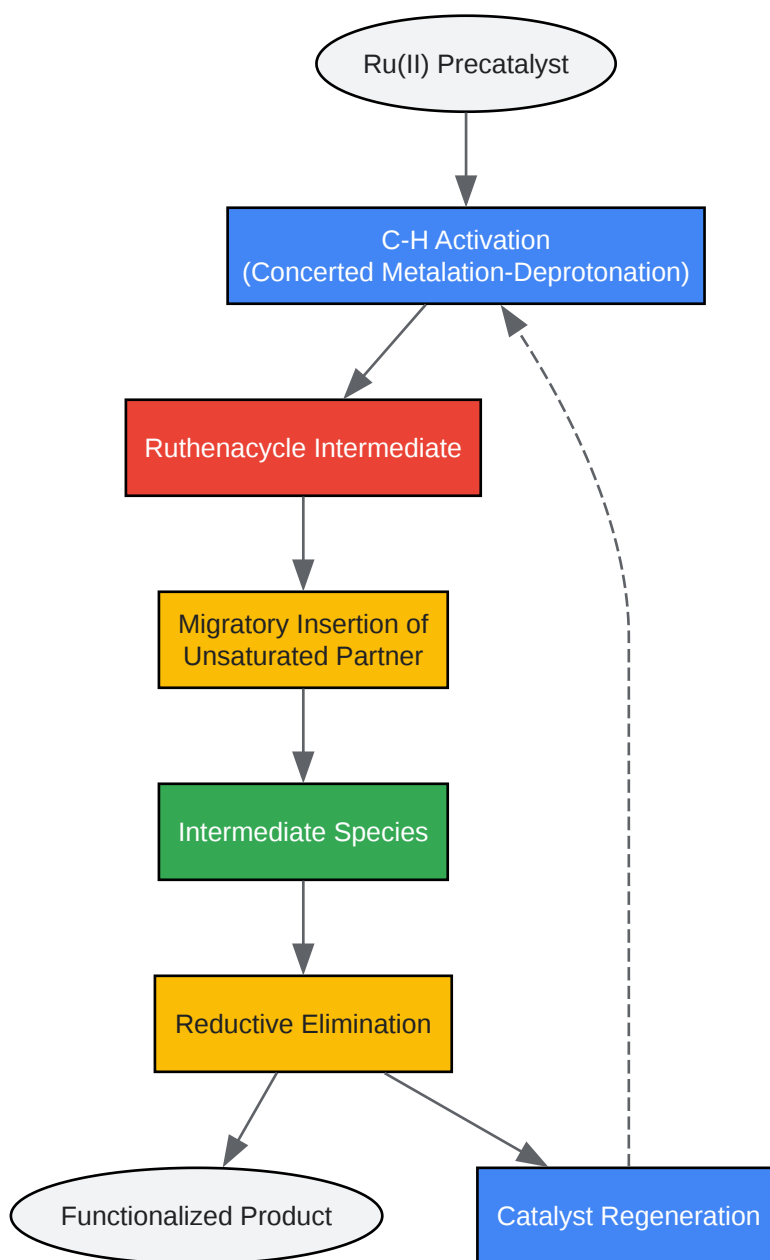 Ru(II) Precatalyst
C-H Activation
(Concerted Metalation-Deprotonation)
Ruthenacycle Intermediate
Migratory Insertion of
Unsaturated Partner
Intermediate Species
Reductive Elimination
Functionalized Product
Catalyst Regeneration